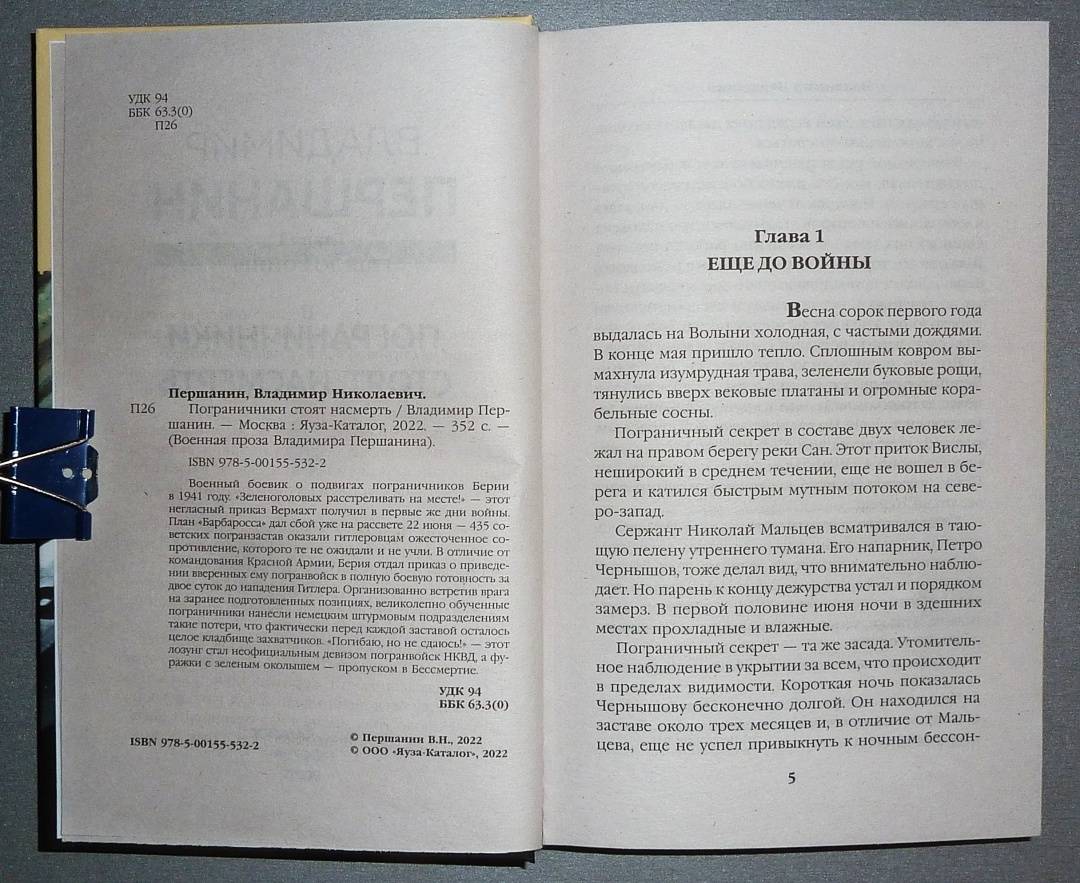 УДК 94
ББК 63.3(0)
П26
Першанин, Владимир Николаевич.
П26 Пограничники стоят насмерть / Владимир Пер-
шанин. — Москва : Яуза-Каталог, 2022. — 352 с. —
(Военная проза Владимира Першанина).
ISBN 978-5-00155-532-2
Военный боевик о подвигах пограничников Берии
в 1941 году. «Зеленоголовых расстреливать на месте!» — этот
негласный приказ Вермахт получил в первые же дни войны.
План «Барбаросса» дал сбой уже на рассвете 22 июня — 435 со-
ветских погранзастав оказали гитлеровцам ожесточенное со-
противление, которого те не ожидали и не учли. В отличие от
командования Красной Армии, Берия отдал приказ о приведе-
нии вверенных ему погранвойск в полную боевую готовность за
двое суток до нападения Гитлера. Организованно встретив врага
на заранее подготовленных позициях, великолепно обученные
пограничники нанесли немецким штурмовым подразделениям
такие потери, что фактически перед каждой заставой осталось
целое кладбище захватчиков. «Погибаю, но не сдаюсь!» — этот
лозунг стал неофициальным девизом погранвойск НКВД, а фу-
ражки с зеленым околышем — пропуском в Бессмертие.
УДК 94
ББК 63.3(0)
ISBN 978-5-00155-532-2
© Першанин В.Н., 2022
© ООО «Яуза-Каталог», 2022
Глава 1
ЕЩЕ ДО ВОЙНЫ
Весна сорок первого года
выдалась на Волыни холодная, с частыми дождями.
В конце мая пришло тепло. Сплошным ковром вы-
махнула изумрудная трава, зеленели буковые рощи,
тянулись вверх вековые платаны и огромные кора-
бельные сосны.
Пограничный секрет в составе двух человек ле-
жал на правом берегу реки Сан. Этот приток Вислы,
неширокий в среднем течении, еще не вошел в бе-
рега и катился быстрым мутным потоком на севе-
ро-запад.
Сержант Николай Мальцев всматривался в таю-
щую пелену утреннего тумана. Его напарник, Петро
Чернышов, тоже делал вид, что внимательно наблю-
дает. Но парень к концу дежурства устал и порядком
замерз. В первой половине июня ночи в здешних
местах прохладные и влажные.
Пограничный секрет — та же засада. Утомитель-
ное наблюдение в укрытии за всем, что происходит
в пределах видимости. Короткая ночь показалась
Чернышову бесконечно долгой. Он находился на
заставе около трех месяцев и, в отличие от Маль-
цева, еще не успел привыкнуть к ночным бессон-
5